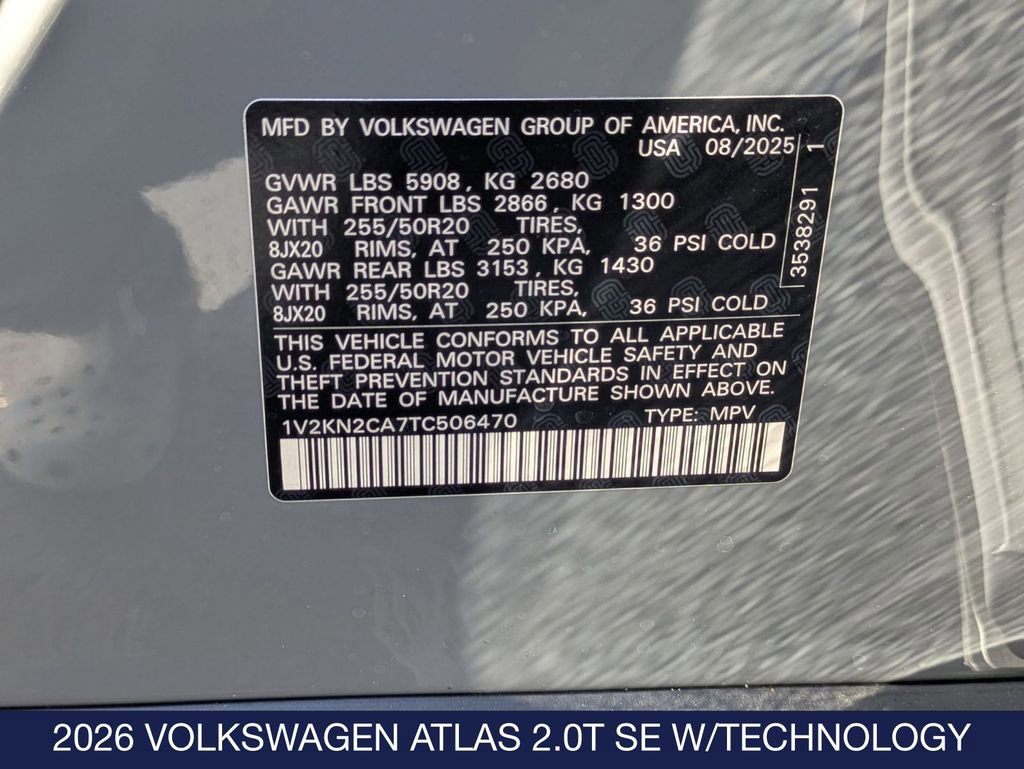 MFD BY VOLKSWAGEN GROUP OF AMERICA, INC.
USA 08/2025
GVWR LBS 5908, KG 2680
GAWR FRONT LBS 2866, KG 1300
WITH 255/50R20 TIRES,
8JX20 RIMS, AT 250 KPA, 36 PSI COLD
GAWR REAR LBS 3153, KG 1430
WITH 255/50R20 TIRES,
8JX20 RIMS, AT 250 KPA, 36 PSI COLD
3538291 1
THIS VEHICLE CONFORMS TO ALL APPLICABLE
U.S. FEDERAL MOTOR VEHICLE SAFETY AND
THEFT PREVENTION STANDARDS IN EFFECT ON
THE DATE OF MANUFACTURE SHOWN ABOVE.
1V2KN2CA7TC506470 TYPE: MPV
2026 VOLKSWAGEN ATLAS 2.0T SE W/TECHNOLOGY